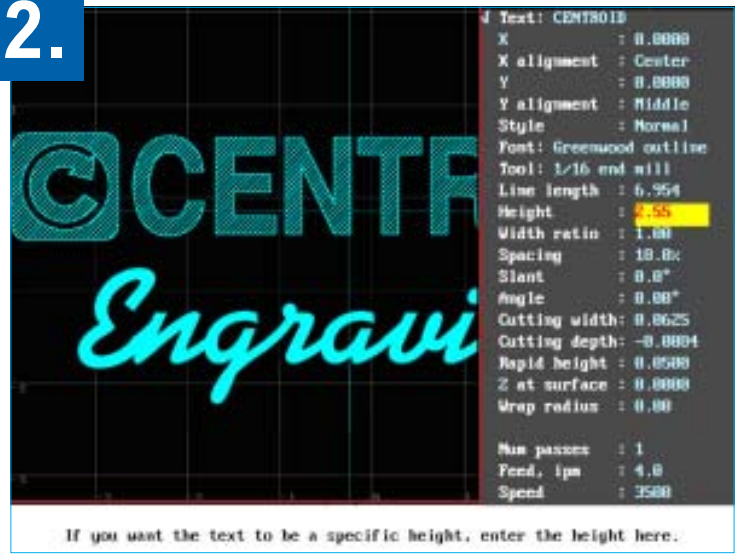 2.
Text: CENTROID
X : 0.0000
X alignment : Center
Y : 0.0000
Y alignment : Middle
Style : Normal
Font: Greenwood outline
Tool: 1/16 end mill
Line length : 6.954
Height : 2.55
Width ratio : 1.00
Spacing : 10.0%
Slant : 0.0°
Angle : 0.00°
Cutting width: 0.0625
Cutting depth: -0.0004
Rapid height : 0.0500
Z at surface : 0.0000
Wrap radius : 0.00
Num passes : 1
Feed, ipm : 4.0
Speed : 3500
C CENTR
Engravi
If you want the text to be a specific height, enter the height here.